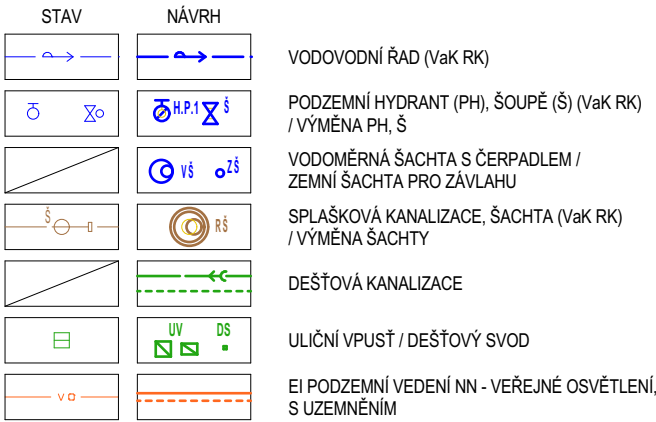 STAV NÁVRH
VODOVODNÍ ŘAD (VaK RK)
H.P.1 Š
PODZEMNÍ HYDRANT (PH), ŠOUPĚ (Š) (VaK RK)
/ VÝMĚNA PH, Š
VŠ ZŠ
VODOMĚRNÁ ŠACHTA S ČERPADLEM /
ZEMNÍ ŠACHTA PRO ZÁVLAHU
Š RŠ
SPLAŠKOVÁ KANALIZACE, ŠACHTA (VaK RK)
/ VÝMĚNA ŠACHTY
DEŠŤOVÁ KANALIZACE
UV DS
ULIČNÍ VPUSŤ / DEŠŤOVÝ SVOD
V
EI PODZEMNÍ VEDENÍ NN - VEŘEJNÉ OSVĚTLENÍ,
S UZEMNĚNÍM